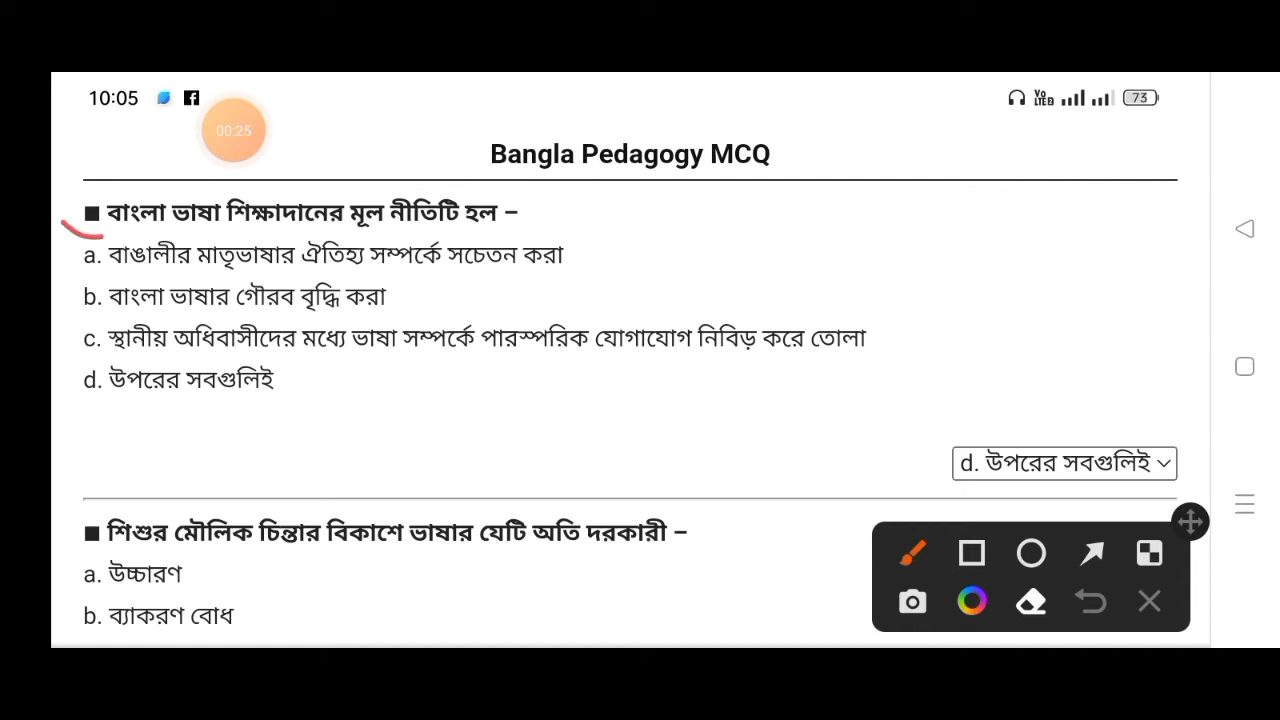 10:05
VoLTE2
73
00:25
Bangla Pedagogy MCQ
■ বাংলা ভাষা শিক্ষাদানের মূল নীতিটি হল –
a. বাঙালীর মাতৃভাষার ঐতিহ্য সম্পর্কে সচেতন করা
b. বাংলা ভাষার গৌরব বৃদ্ধি করা
c. স্থানীয় অধিবাসীদের মধ্যে ভাষা সম্পর্কে পারস্পরিক যোগাযোগ নিবিড় করে তোলা
d. উপরের সবগুলিই
d. উপরের সবগুলিই
■ শিশুর মৌলিক চিন্তার বিকাশে ভাষার যেটি অতি দরকারী –
a. উচ্চারণ
b. ব্যাকরণ বোধ